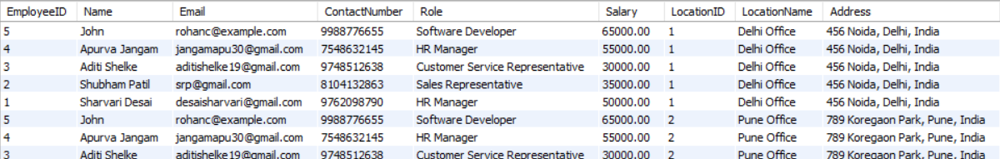 EmployeeID Name Email ContactNumber Role Salary LocationID LocationName Address
5 John rohanc@example.com 9988776655 Software Developer 65000.00 1 Delhi Office 456 Noida, Delhi, India
4 Apurva Jangam jangamapu30@gmail.com 7548632145 HR Manager 55000.00 1 Delhi Office 456 Noida, Delhi, India
3 Aditi Shelke aditishelke19@gmail.com 9748512638 Customer Service Representative 30000.00 1 Delhi Office 456 Noida, Delhi, India
2 Shubham Patil srp@gmail.com 8104132863 Sales Representative 35000.00 1 Delhi Office 456 Noida, Delhi, India
1 Sharvari Desai desaisharvari@gmail.com 9762098790 HR Manager 50000.00 1 Delhi Office 456 Noida, Delhi, India
5 John rohanc@example.com 9988776655 Software Developer 65000.00 2 Pune Office 789 Koregaon Park, Pune, India
4 Apurva Jangam jangamapu30@gmail.com 7548632145 HR Manager 55000.00 2 Pune Office 789 Koregaon Park, Pune, India
3 Aditi Shelke aditishelke19@gmail.com 9748512638 Customer Service Representative 30000.00 2 Pune Office 789 Koregaon Park, Pune, India